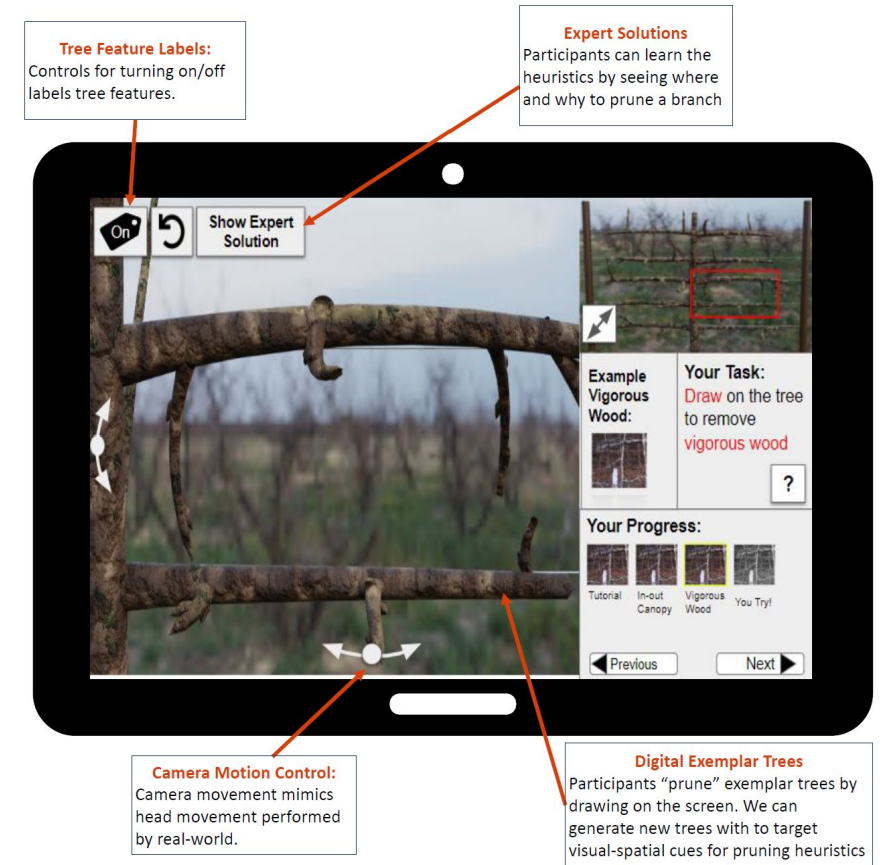 Tree Feature Labels:
Controls for turning on/off
labels tree features.
Expert Solutions
Participants can learn the
heuristics by seeing where
and why to prune a branch
On
Show Expert
Solution
Example
Vigorous
Wood:
Your Task:
Draw on the tree
to remove
vigorous wood
?
Your Progress:
Tutorial
In-out
Canopy
Vigorous
Wood
You Try!
Previous
Next
Camera Motion Control:
Camera movement mimics
head movement performed
by real-world.
Digital Exemplar Trees
Participants “prune” exemplar trees by
drawing on the screen. We can
generate new trees with to target
visual-spatial cues for pruning heuristics